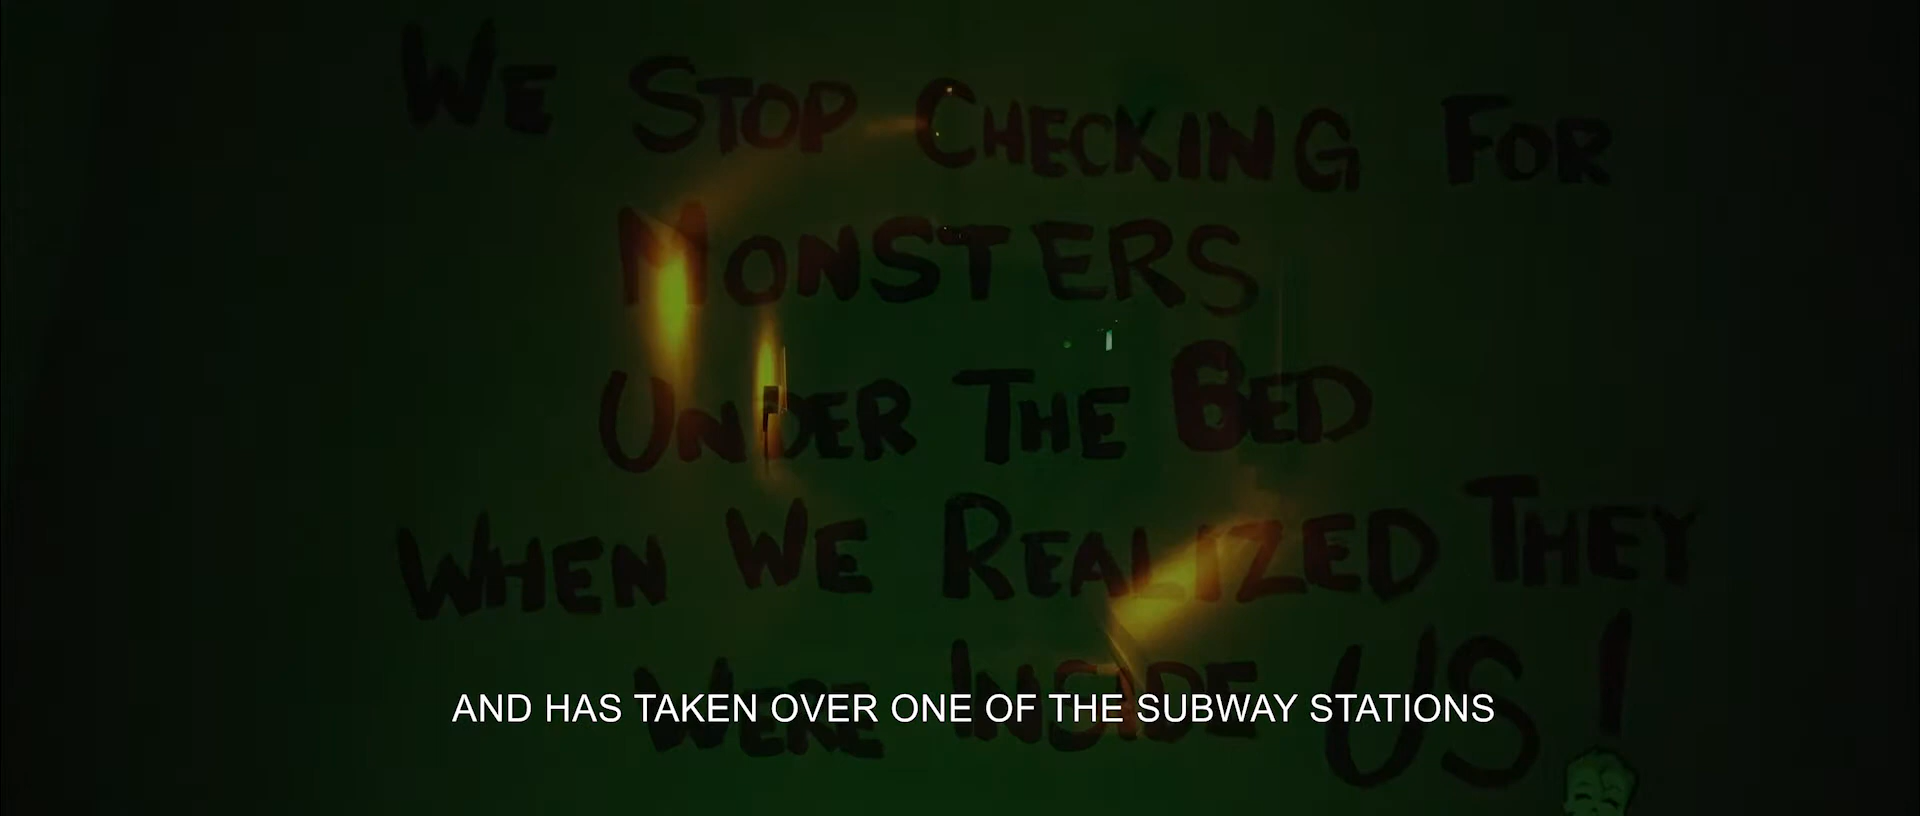 WE STOP CHECKING FOR
MONSTERS
UNDER THE BED
WHEN WE REALIZED THEY
WERE INSIDE US!
AND HAS TAKEN OVER ONE OF THE SUBWAY STATIONS